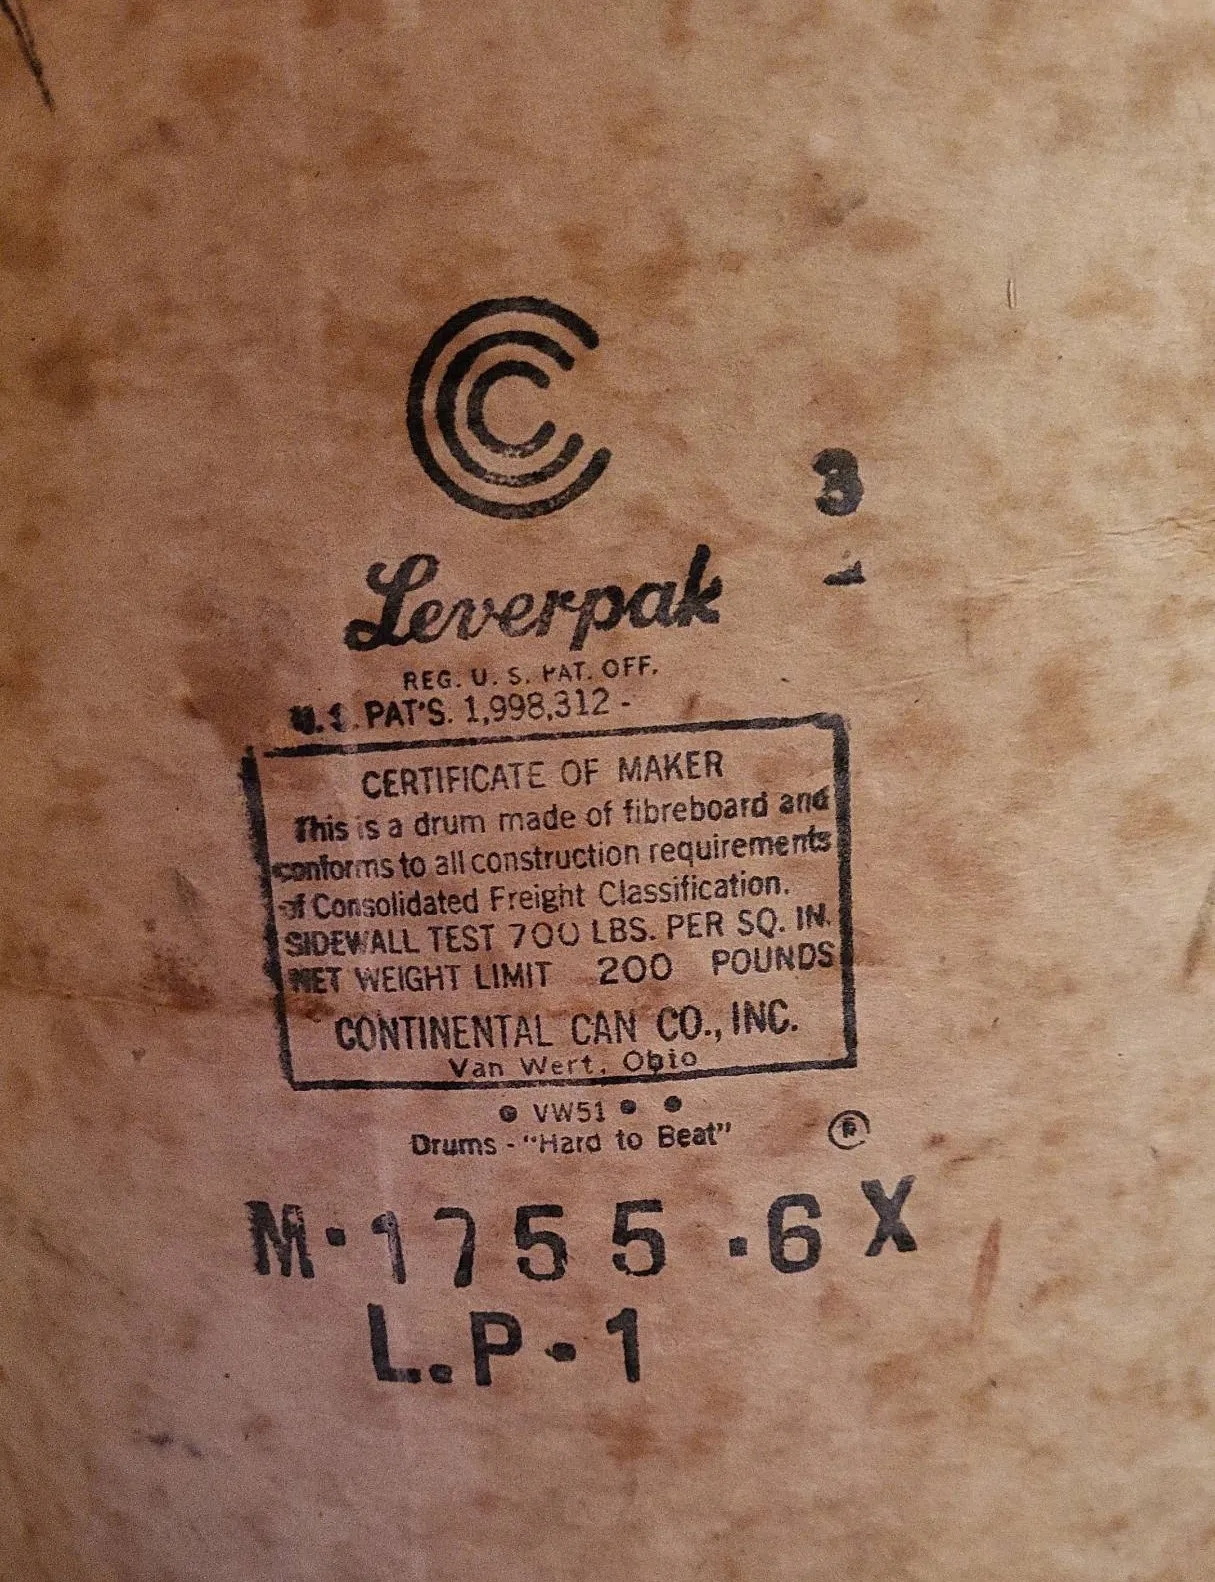 3
Leverpak
REG. U. S. PAT. OFF.
U.S. PAT'S. 1,998,312 -
CERTIFICATE OF MAKER
This is a drum made of fibreboard and
conforms to all construction requirements
of Consolidated Freight Classification.
SIDEWALL TEST 700 LBS. PER SQ. IN.
NET WEIGHT LIMIT 200 POUNDS
CONTINENTAL CAN CO., INC.
Van Wert, Ohio
• VW51 • •
Drums - "Hard to Beat"
M·1755·6X
L.P·1